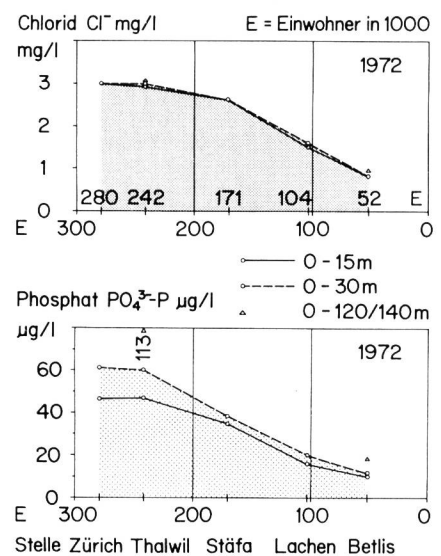 Chlorid Cl⁻ mg/l E = Einwohner in 1000
mg/l
1972
3
2
1
280 242 171 104 52 E
0
E 300 200 100 0
0 - 15m
0 - 30m
0 - 120/140m
Phosphat PO₄³⁻-P µg/l
µg/l
113
1972
60
40
20
0
E 300 200 100 0
Stelle Zürich Thalwil Stäfa Lachen Betlis